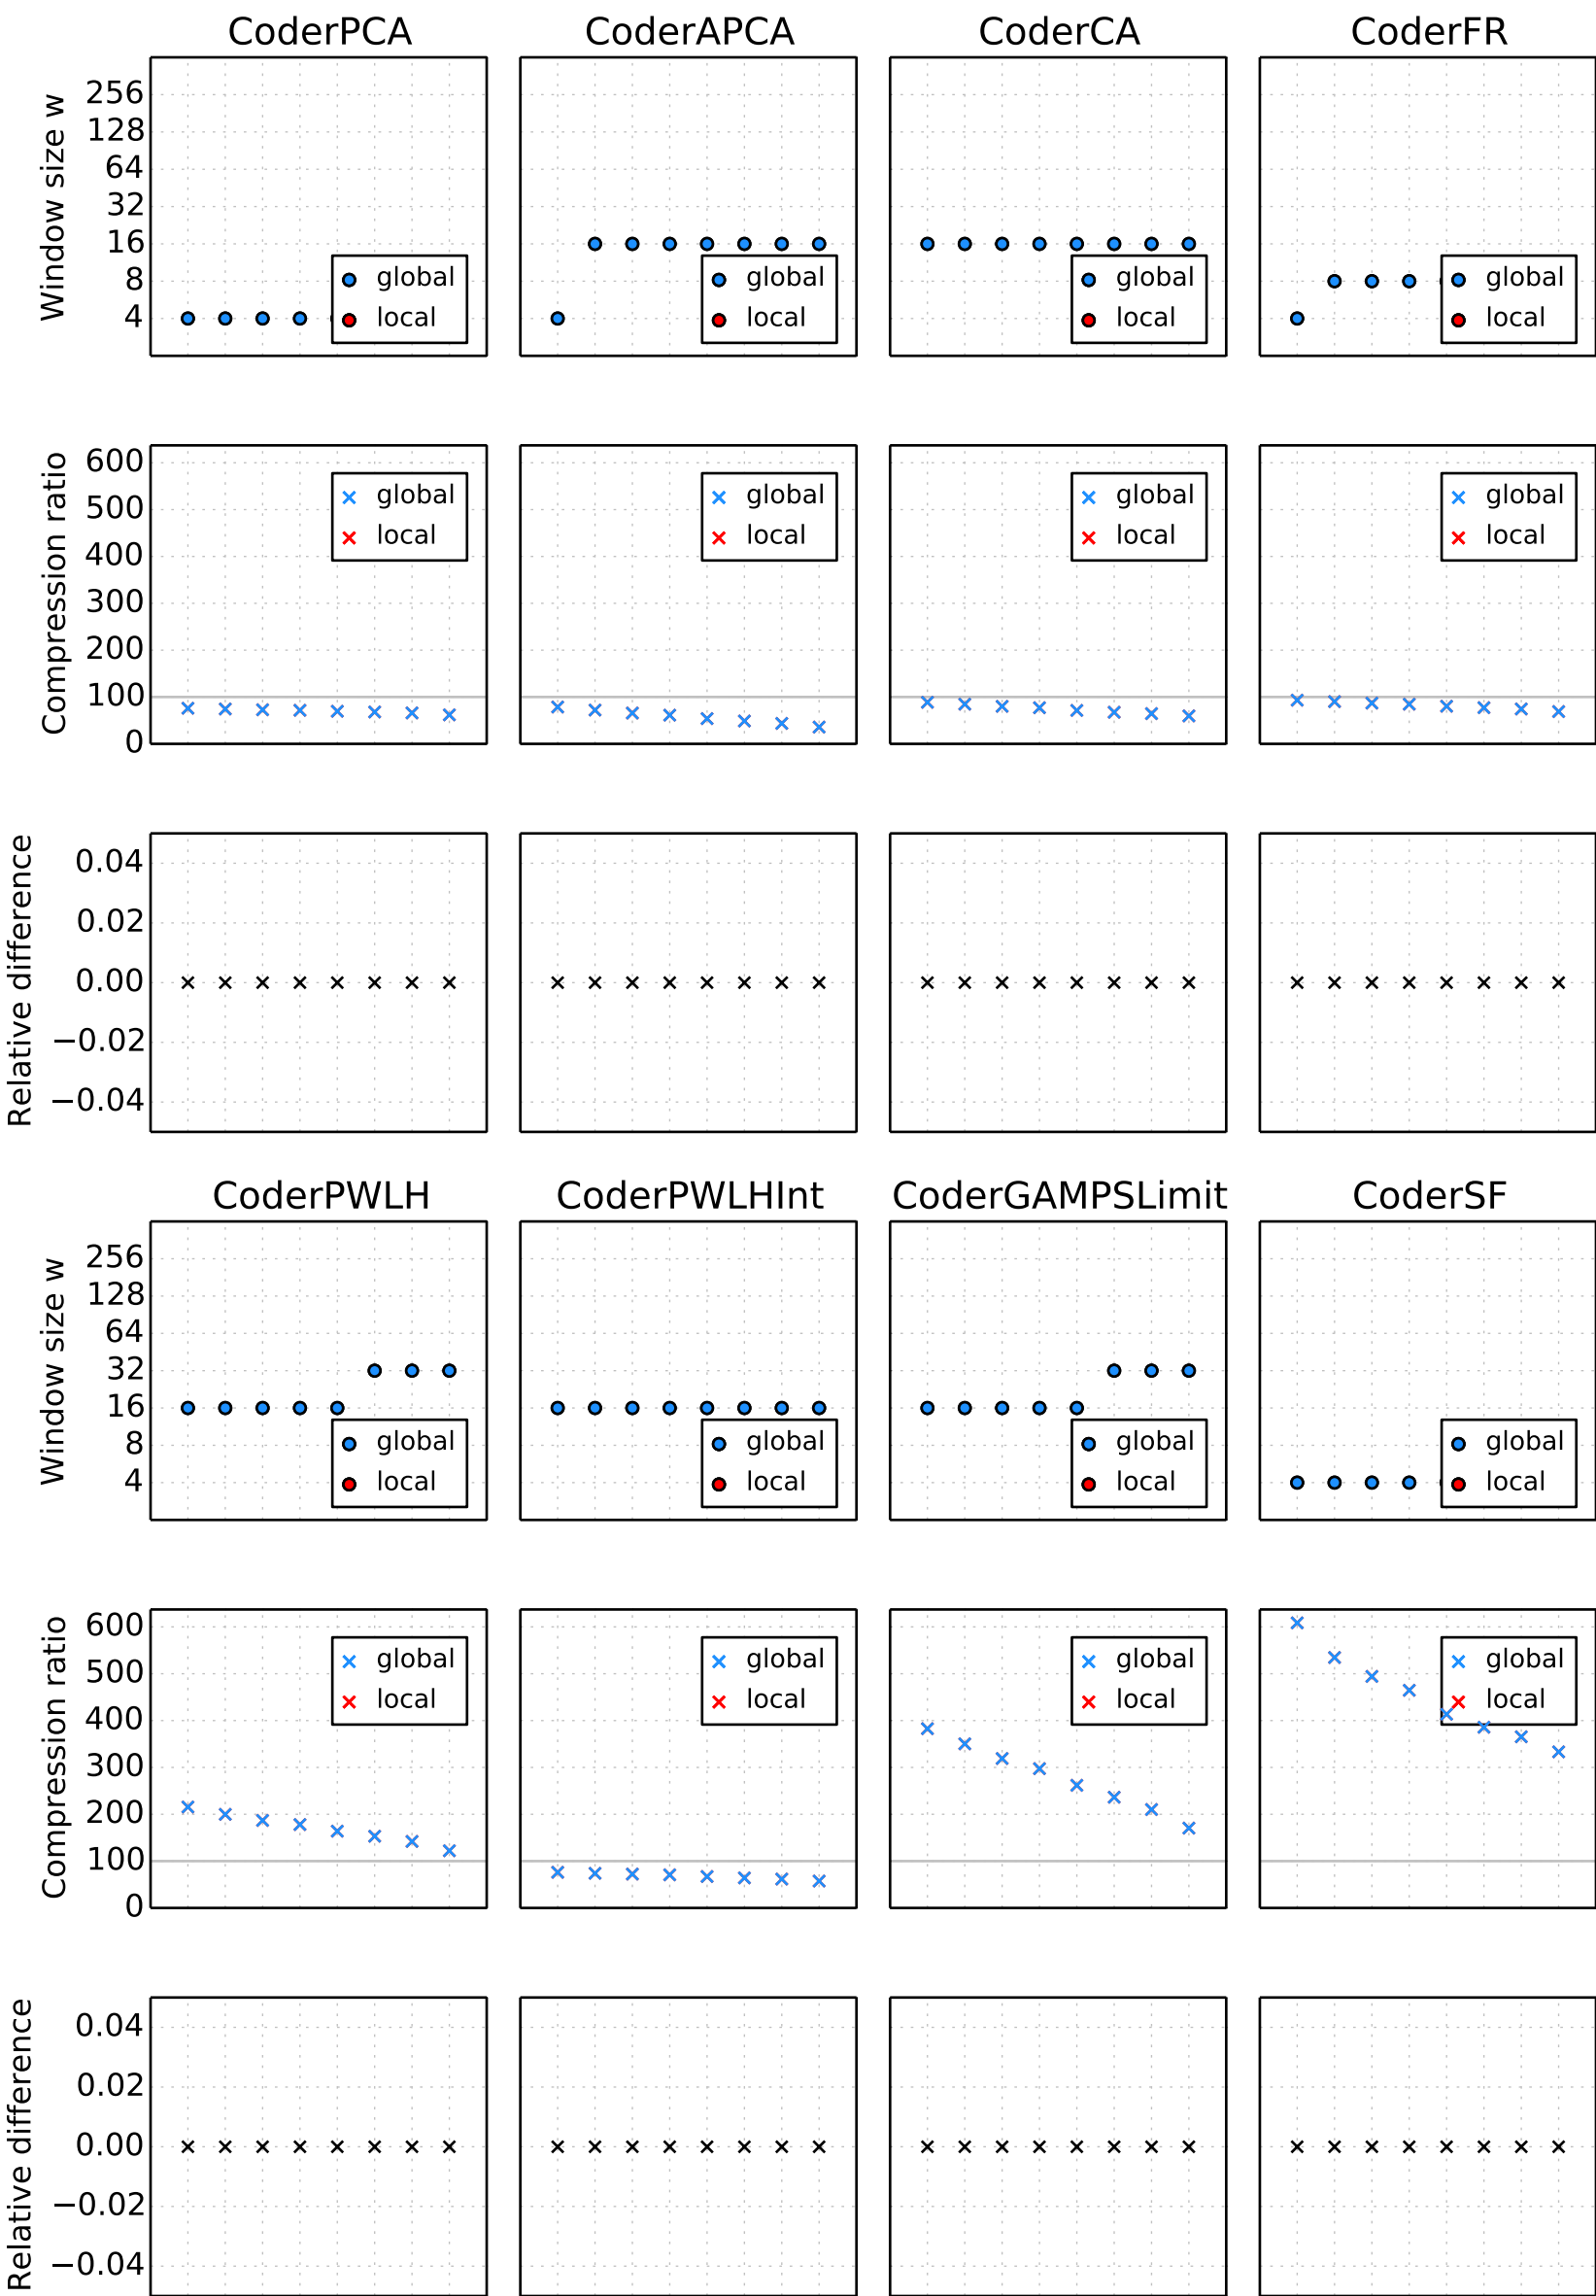 CoderPCA CoderAPCA CoderCA CoderFR
Window size w
256
128
64
32
16
8
4
global
local
global
local
global
local
global
local
Compression ratio
600
500
400
300
200
100
0
global
local
global
local
global
local
global
local
Relative difference
0.04
0.02
0.00
−0.02
−0.04
CoderPWLH CoderPWLHInt CoderGAMPSLimit CoderSF
Window size w
256
128
64
32
16
8
4
global
local
global
local
global
local
global
local
Compression ratio
600
500
400
300
200
100
0
global
local
global
local
global
local
global
local
Relative difference
0.04
0.02
0.00
−0.02
−0.04